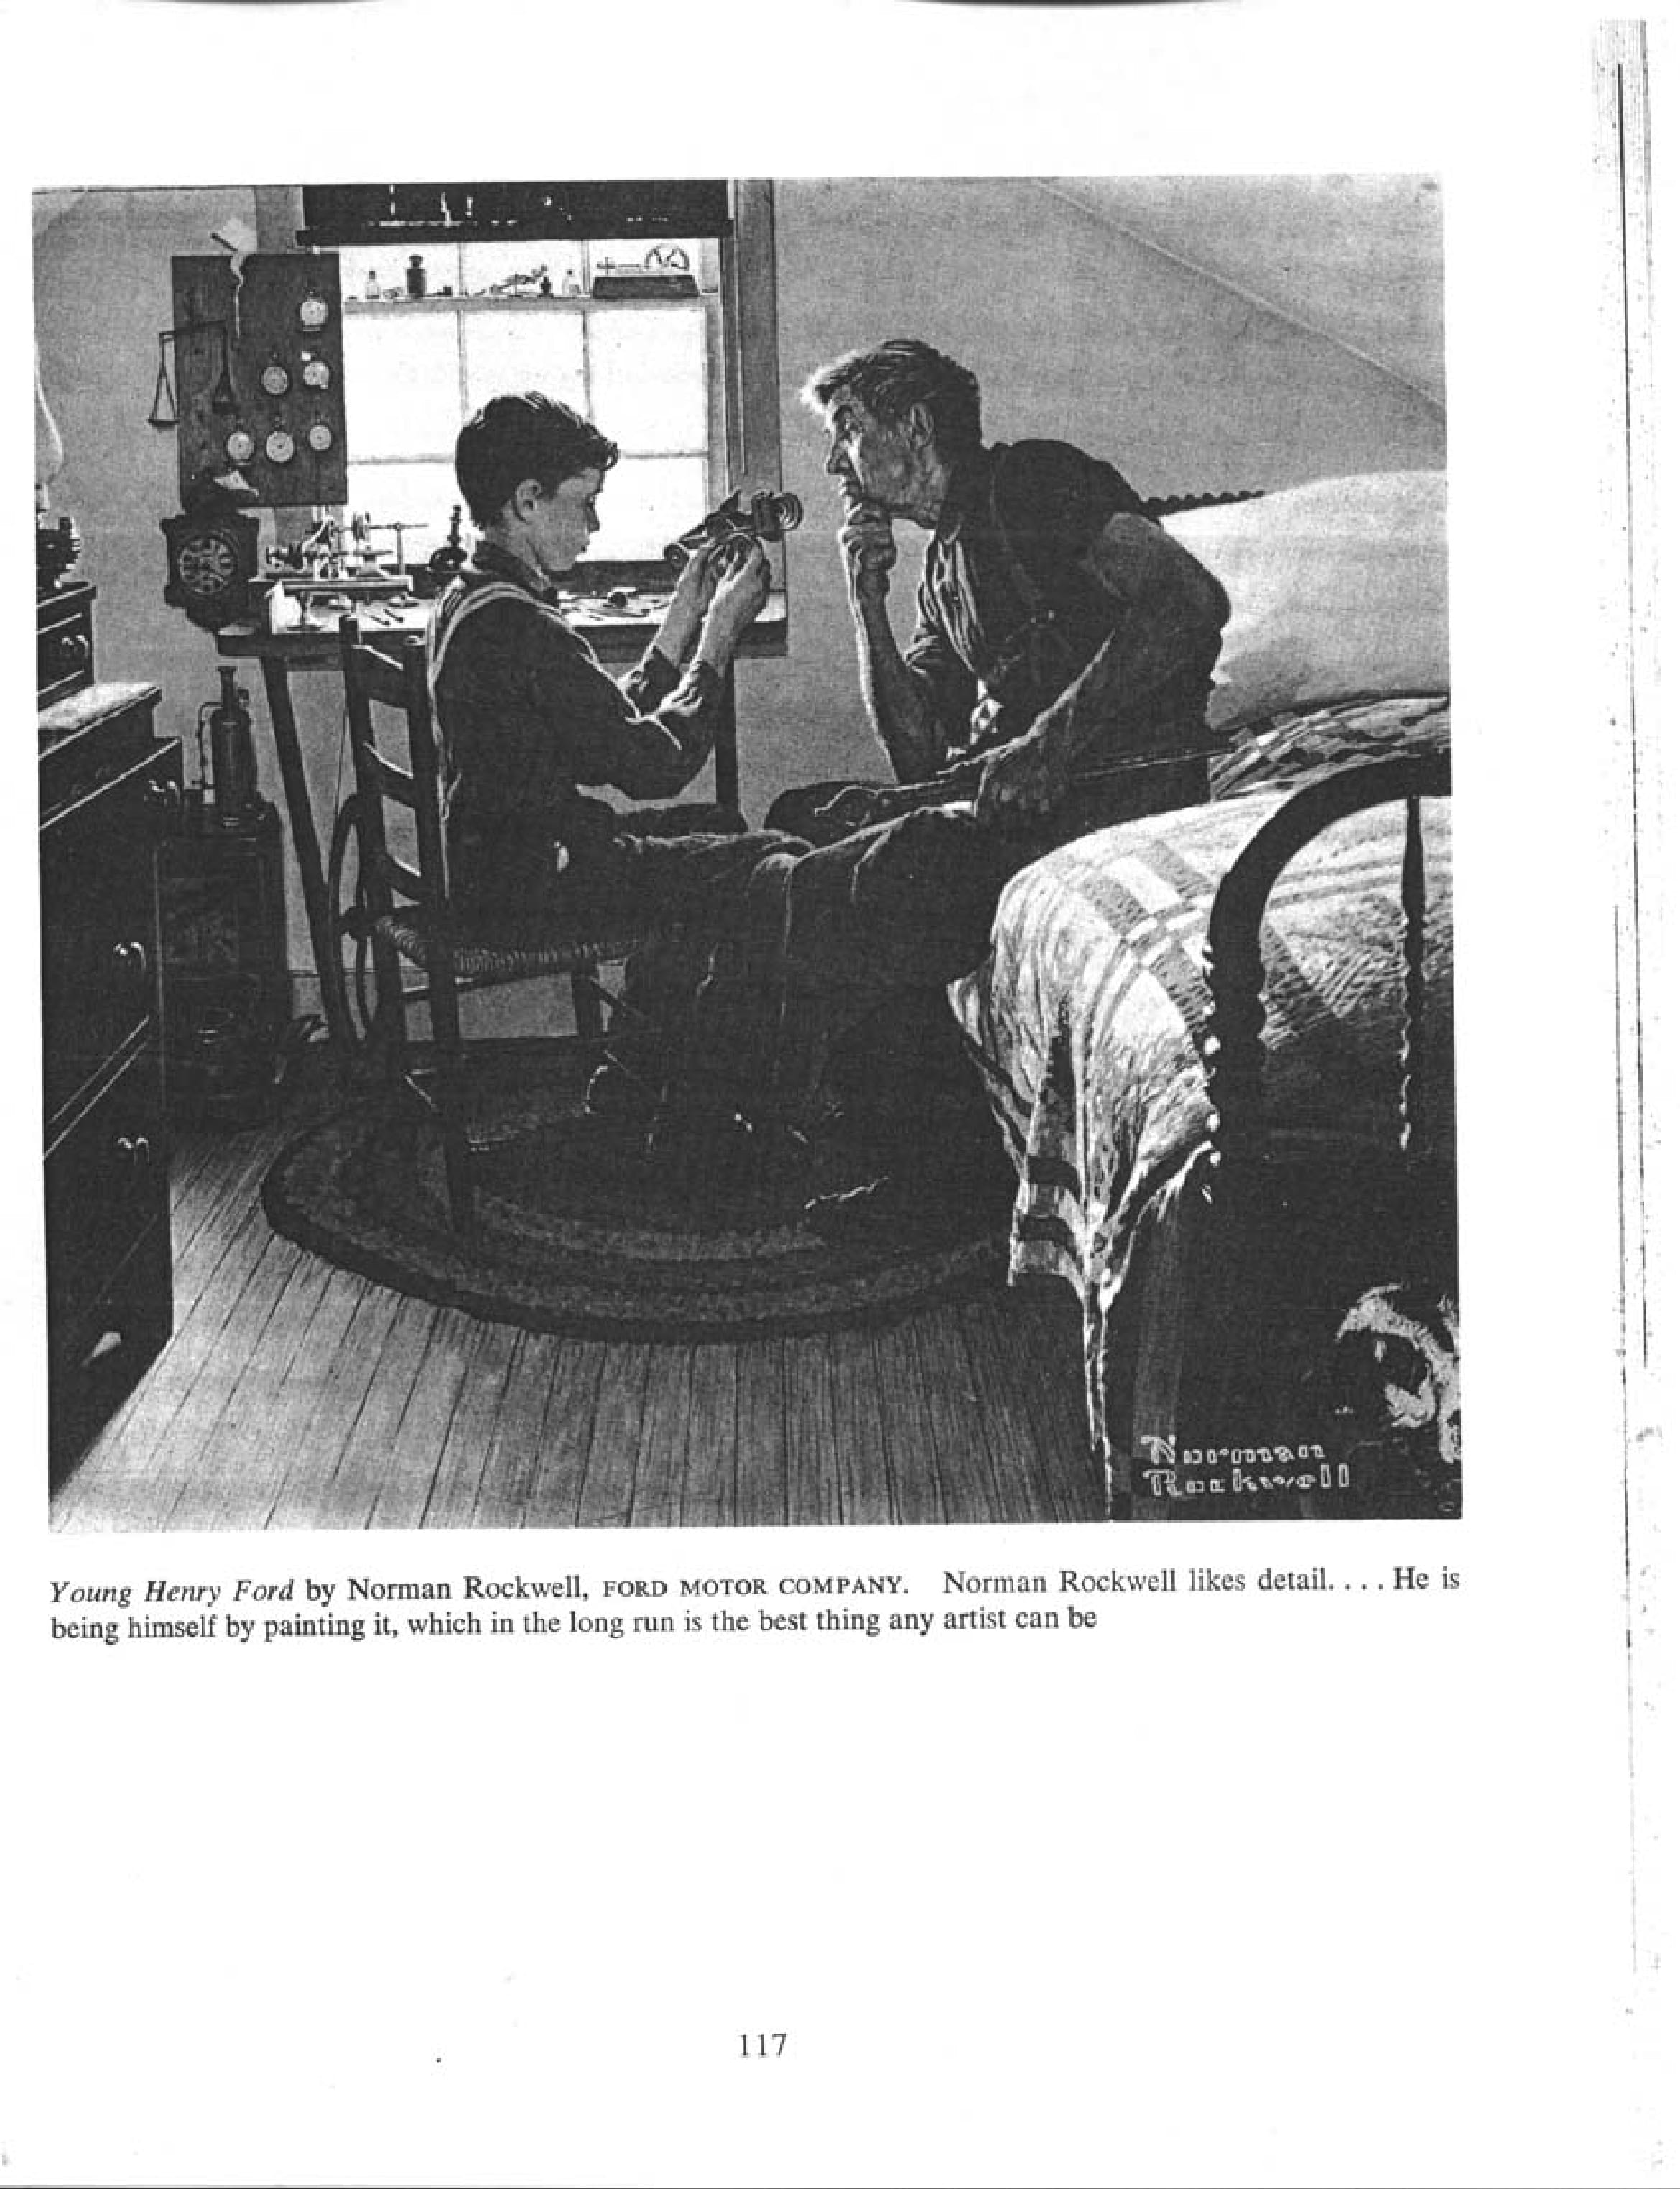 Norman
Rockwell
Young Henry Ford by Norman Rockwell, FORD MOTOR COMPANY. Norman Rockwell likes detail. . . . He is
being himself by painting it, which in the long run is the best thing any artist can be
117